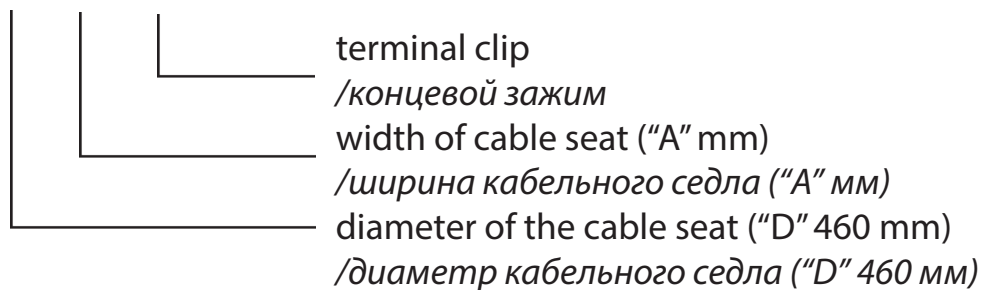 terminal clip
/концевой зажим
width of cable seat (“A” mm)
/ширина кабельного седла (“A” мм)
diameter of the cable seat (“D” 460 mm)
/диаметр кабельного седла (“D” 460 мм)